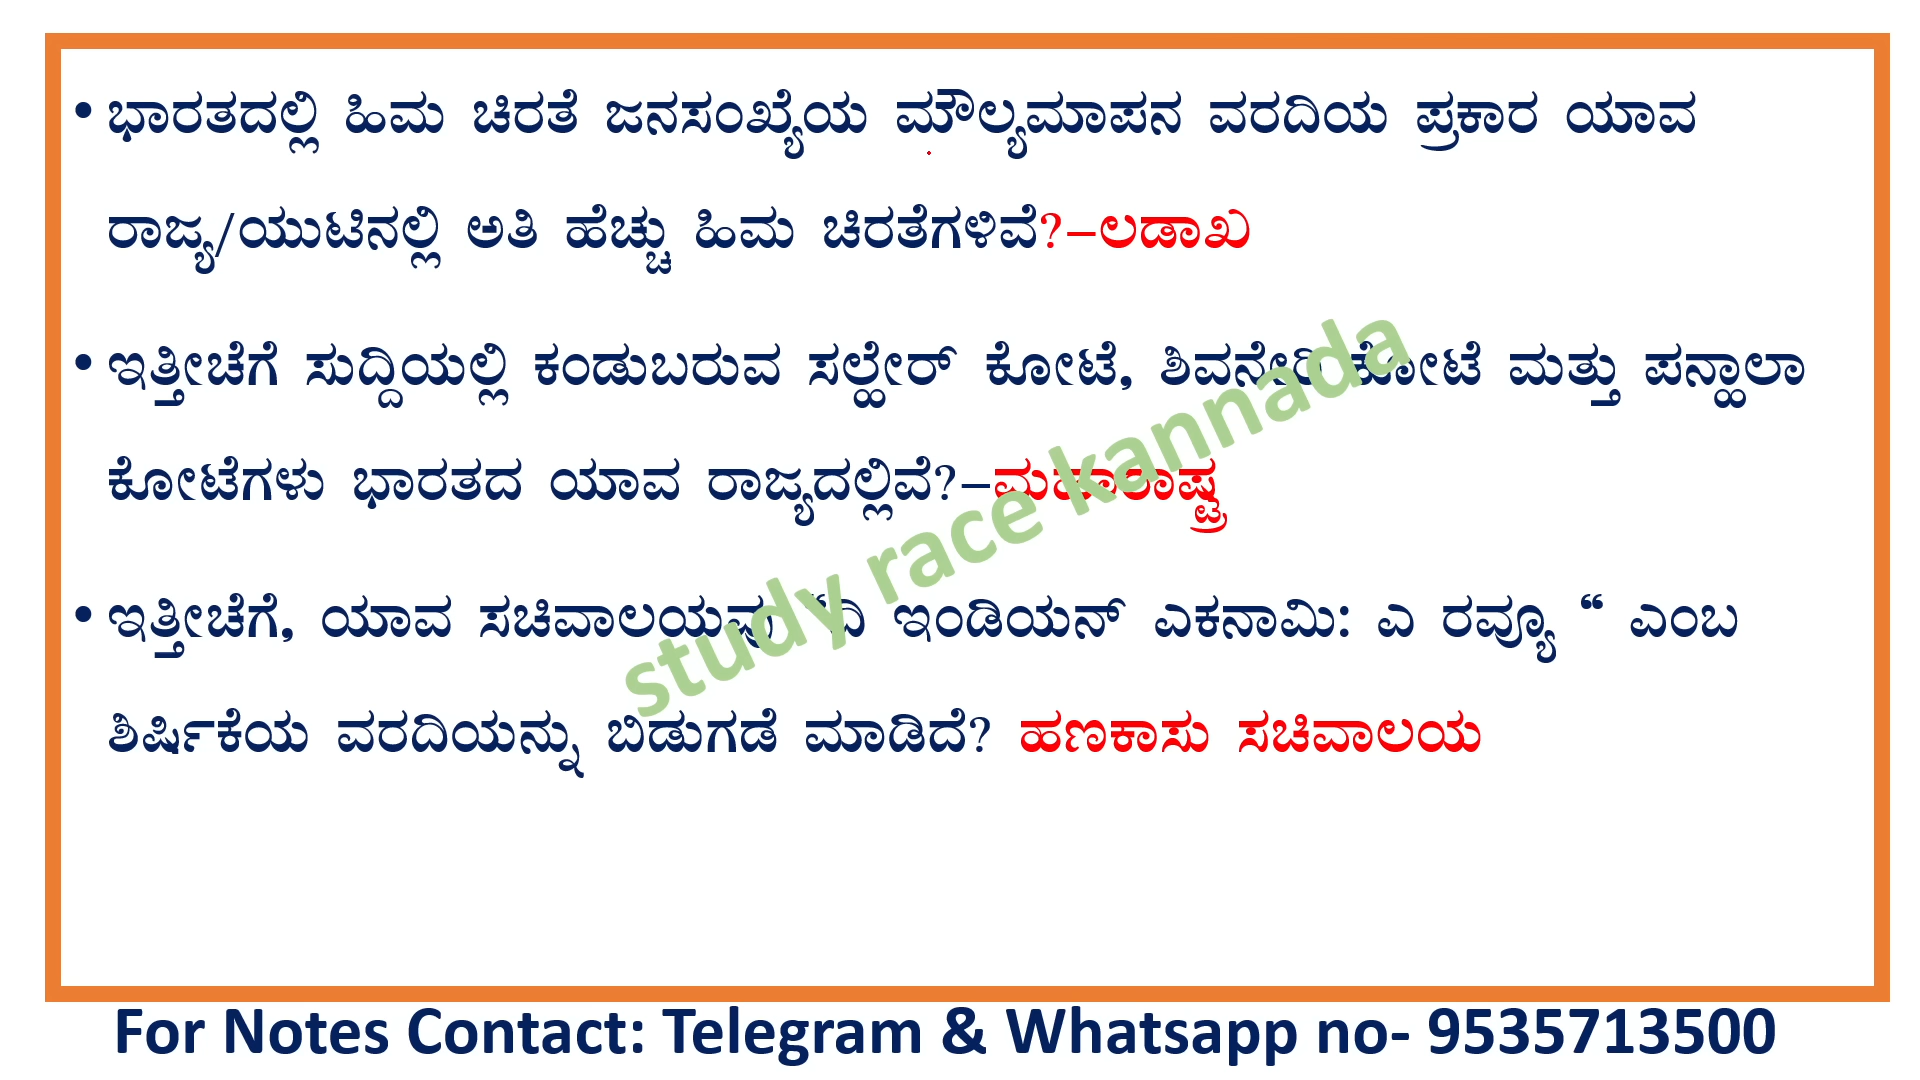 • ಭಾರತದಲ್ಲಿ ಹಿಮ ಚಿರತೆ ಜನಸಂಖ್ಯೆಯ ಮೌಲ್ಯಮಾಪನ ವರದಿಯ ಪ್ರಕಾರ ಯಾವ
ರಾಜ್ಯ/ಯುಟಿನಲ್ಲಿ ಅತಿ ಹೆಚ್ಚು ಹಿಮ ಚಿರತೆಗಳಿವೆ?–ಲಡಾಖ
• ಇತ್ತೀಚೆಗೆ ಸುದ್ದಿಯಲ್ಲಿ ಕಂಡುಬರುವ ಸಲ್ಹೇರ್ ಕೋಟೆ, ಶಿವನೇರಿ ಕೋಟೆ ಮತ್ತು ಪನ್ಹಾಲಾ
ಕೋಟೆಗಳು ಭಾರತದ ಯಾವ ರಾಜ್ಯದಲ್ಲಿವೆ?–ಮಹಾರಾಷ್ಟ್ರ
• ಇತ್ತೀಚೆಗೆ, ಯಾವ ಸಚಿವಾಲಯವು “ದಿ ಇಂಡಿಯನ್ ಎಕನಾಮಿ: ಎ ರವ್ಯೂ “ ಎಂಬ
ಶಿರ್ಷಿಕೆಯ ವರದಿಯನ್ನು ಬಿಡುಗಡೆ ಮಾಡಿದೆ? ಹಣಕಾಸು ಸಚಿವಾಲಯ
study race kannada
For Notes Contact: Telegram & Whatsapp no- 9535713500